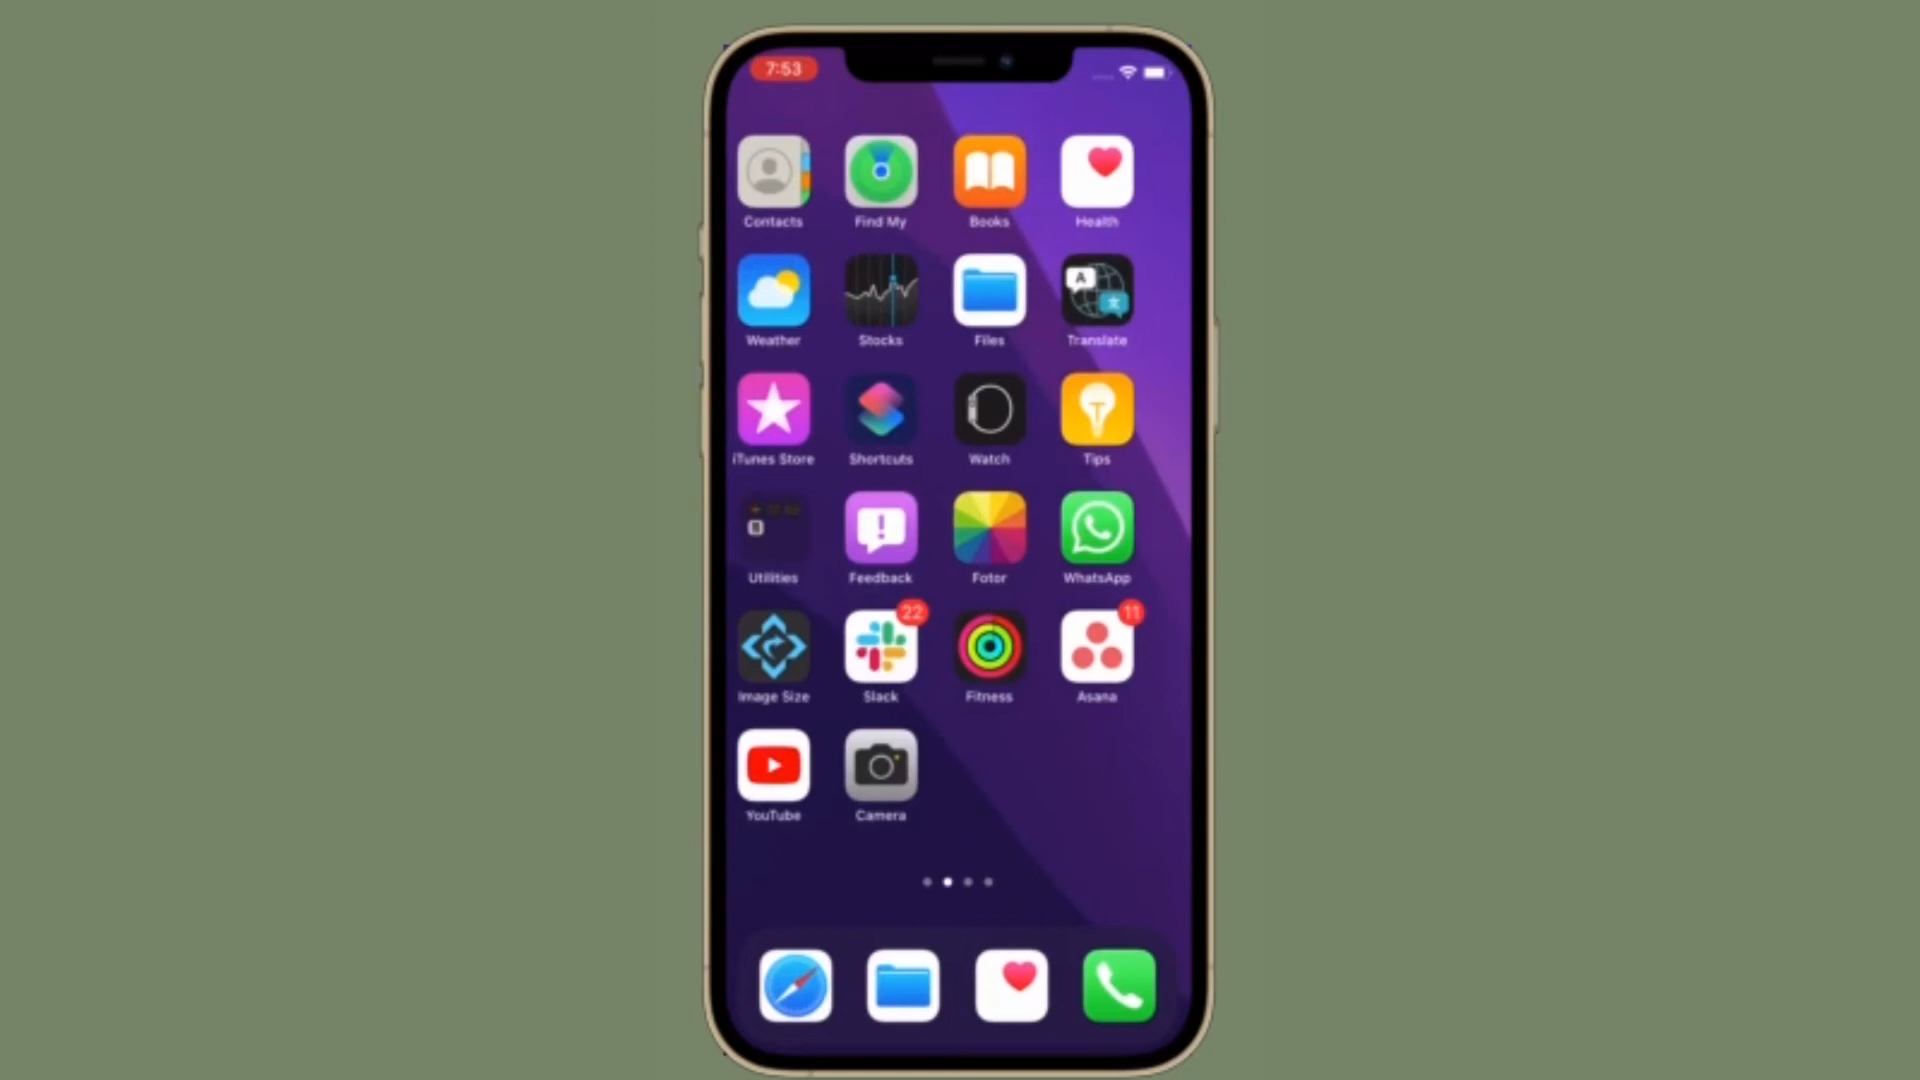 7:53
Contacts Find My Books Health
A 文
Weather Stocks Files Translate
iTunes Store Shortcuts Watch Tips
Utilities Feedback Fotor WhatsApp
22 11
Image Size Slack Fitness Asana
YouTube Camera